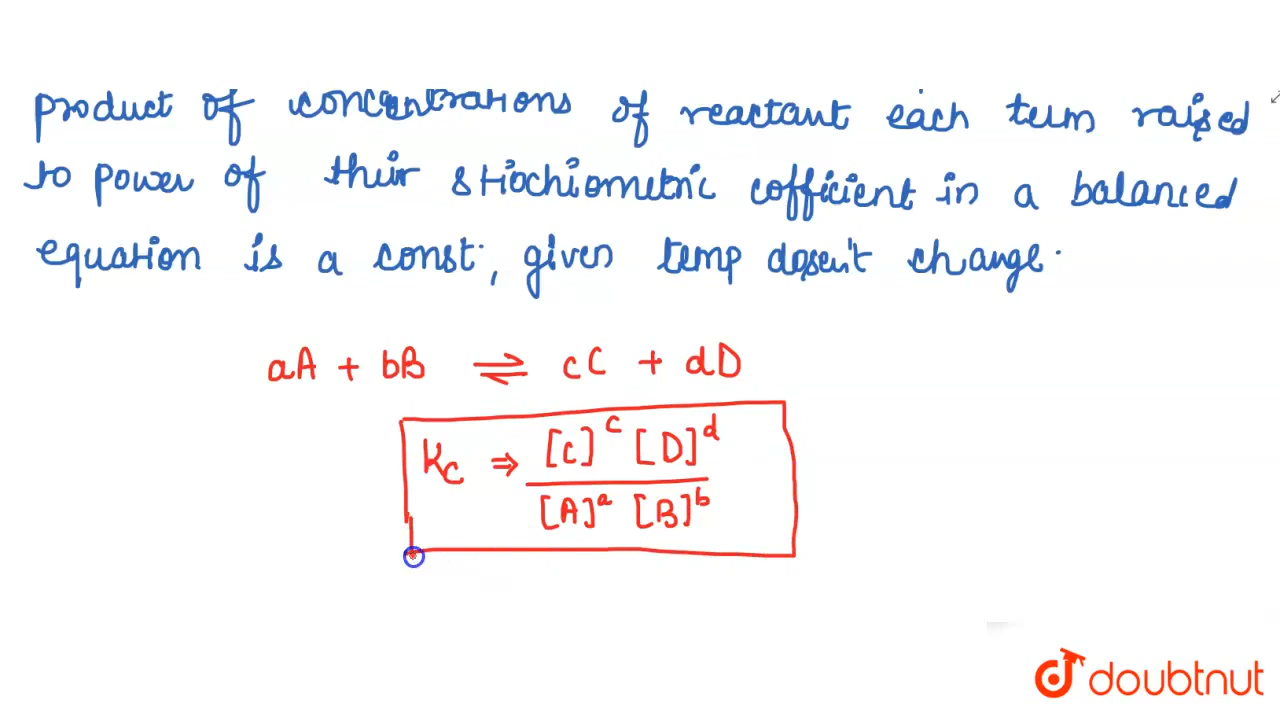 product of concentrations of reactant each term raised
to power of their stiochiometric cofficient in a balanced
equation is a const., given temp doesn't change.
aA + bB ⇌ cC + dD
Kc ⇒ [C]^c [D]^d / [A]^a [B]^b
doubtnut